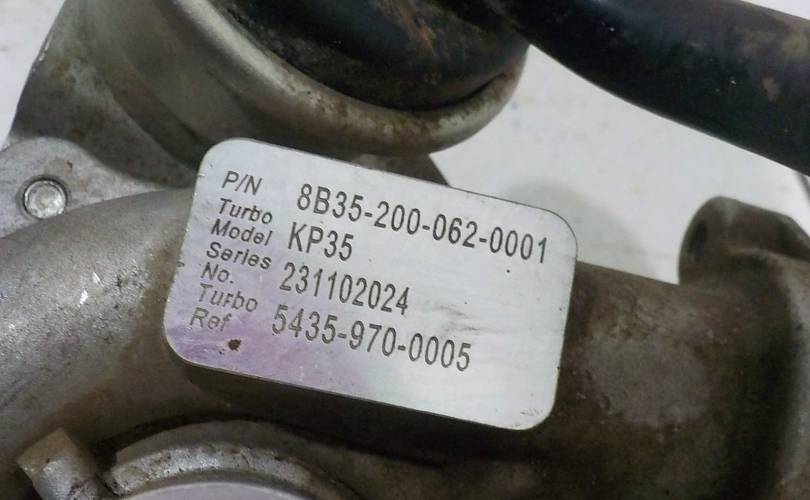 P/N 8B35-200-062-0001
Turbo
Model KP35
Series
No. 231102024
Turbo
Ref 5435-970-0005